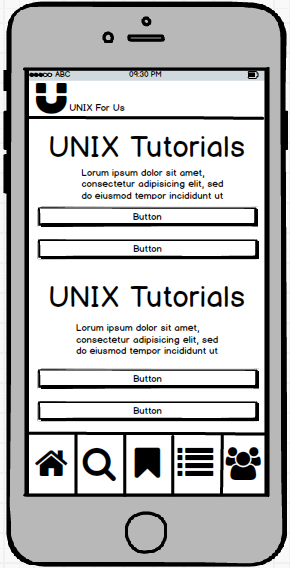 ABC 09:30 PM
U
UNIX For Us
UNIX Tutorials
Lorum ipsum dolor sit amet,
consectetur adipisicing elit, sed
do eiusmod tempor incididunt ut
Button
Button
UNIX Tutorials
Lorum ipsum dolor sit amet,
consectetur adipisicing elit, sed
do eiusmod tempor incididunt ut
Button
Button